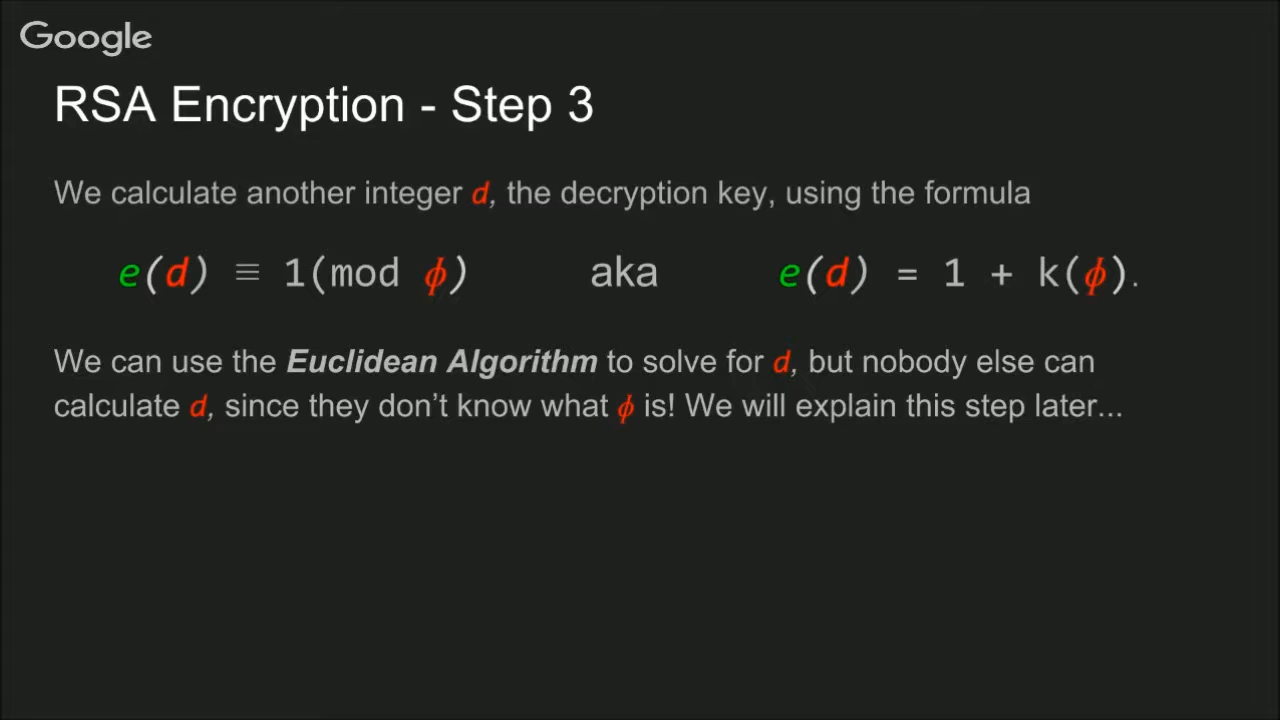 Google
RSA Encryption - Step 3
We calculate another integer d, the decryption key, using the formula
e(d) ≡ 1(mod ϕ) aka e(d) = 1 + k(ϕ).
We can use the Euclidean Algorithm to solve for d, but nobody else can
calculate d, since they don't know what ϕ is! We will explain this step later...